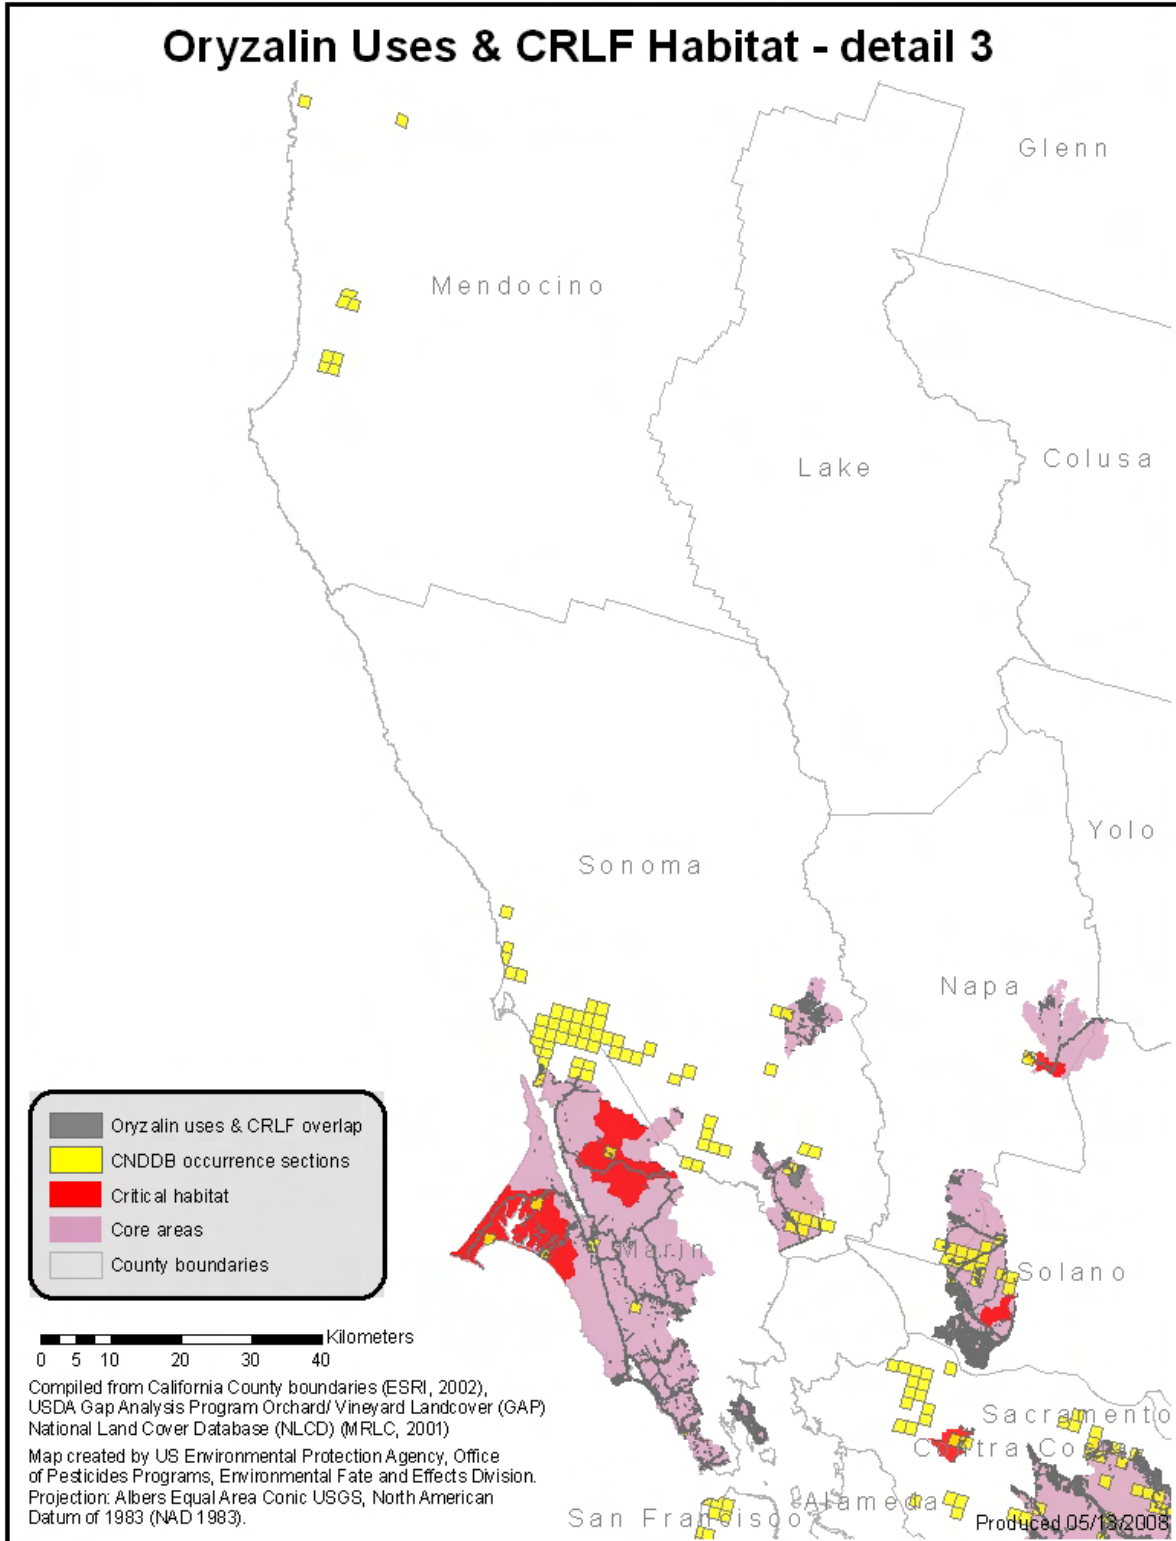 Oryzalin Uses & CRLF Habitat - detail 3
Glenn
Mendocino
Lake
Colusa
Yolo
Sonoma
Napa
Marin
Solano
Sacramento
Contra Costa
Alameda
San Francisco
Oryzalin uses & CRLF overlap
CNDDB occurrence sections
Critical habitat
Core areas
County boundaries
Kilometers
0 5 10 20 30 40
Compiled from California County boundaries (ESRI, 2002),
USDA Gap Analysis Program Orchard/ Vineyard Landcover (GAP)
National Land Cover Database (NLCD) (MRLC, 2001)
Map created by US Environmental Protection Agency, Office
of Pesticides Programs, Environmental Fate and Effects Division.
Projection: Albers Equal Area Conic USGS, North American
Datum of 1983 (NAD 1983).
Produced 05/13/2008